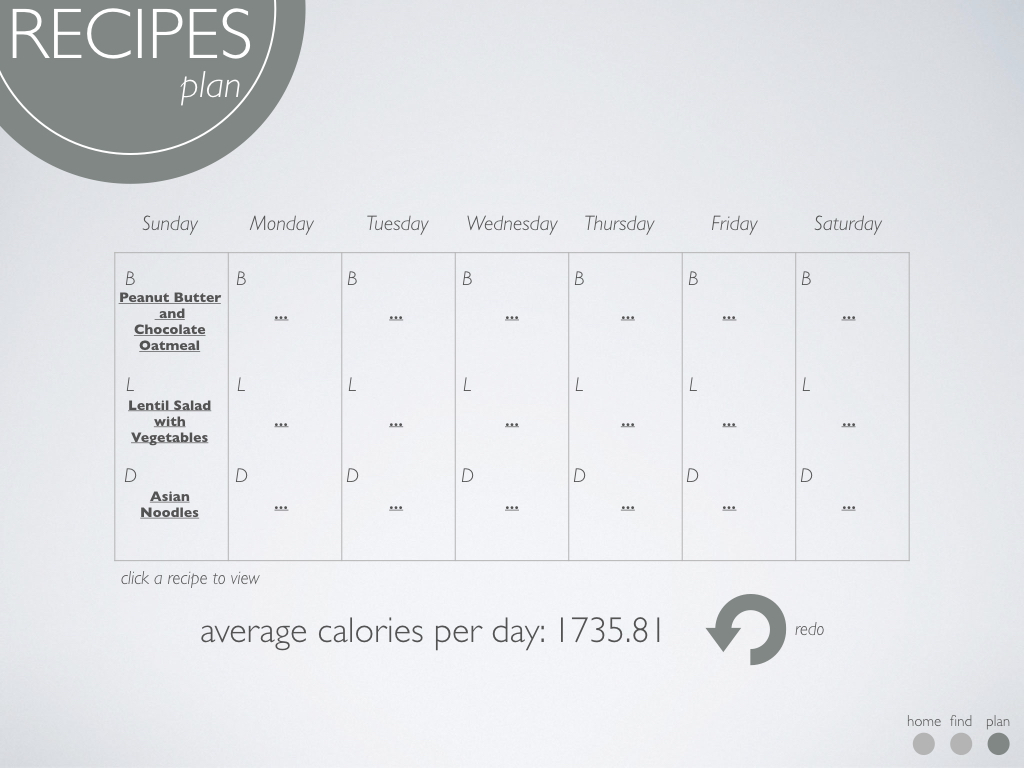 RECIPES
plan
Sunday Monday Tuesday Wednesday Thursday Friday Saturday
B B B B B B B
Peanut Butter
and
Chocolate
Oatmeal
... ... ... ... ... ...
L L L L L L L
Lentil Salad
with
Vegetables
... ... ... ... ... ...
D D D D D D D
Asian
Noodles
... ... ... ... ... ...
click a recipe to view
average calories per day: 1735.81
redo
home find plan